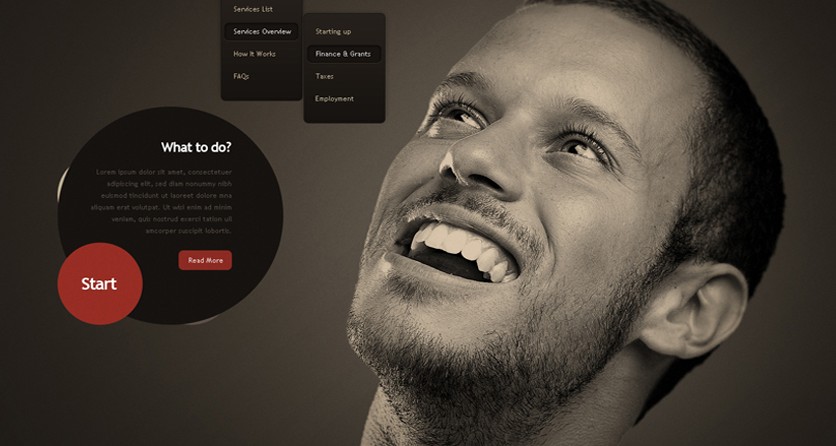 Services List
Services Overview
How It Works
FAQs
Starting up
Finance & Grants
Taxes
Employment
What to do?
Lorem ipsum dolor sit amet, consectetuer
adipiscing elit, sed diam nonummy nibh
euismod tincidunt ut laoreet dolore mna
aliquam erat volutpat. Ut wisi enim ad minim
veniam, quis nostrud exerci tation ull
amcorper suscipit lobortis.
Read More
Start